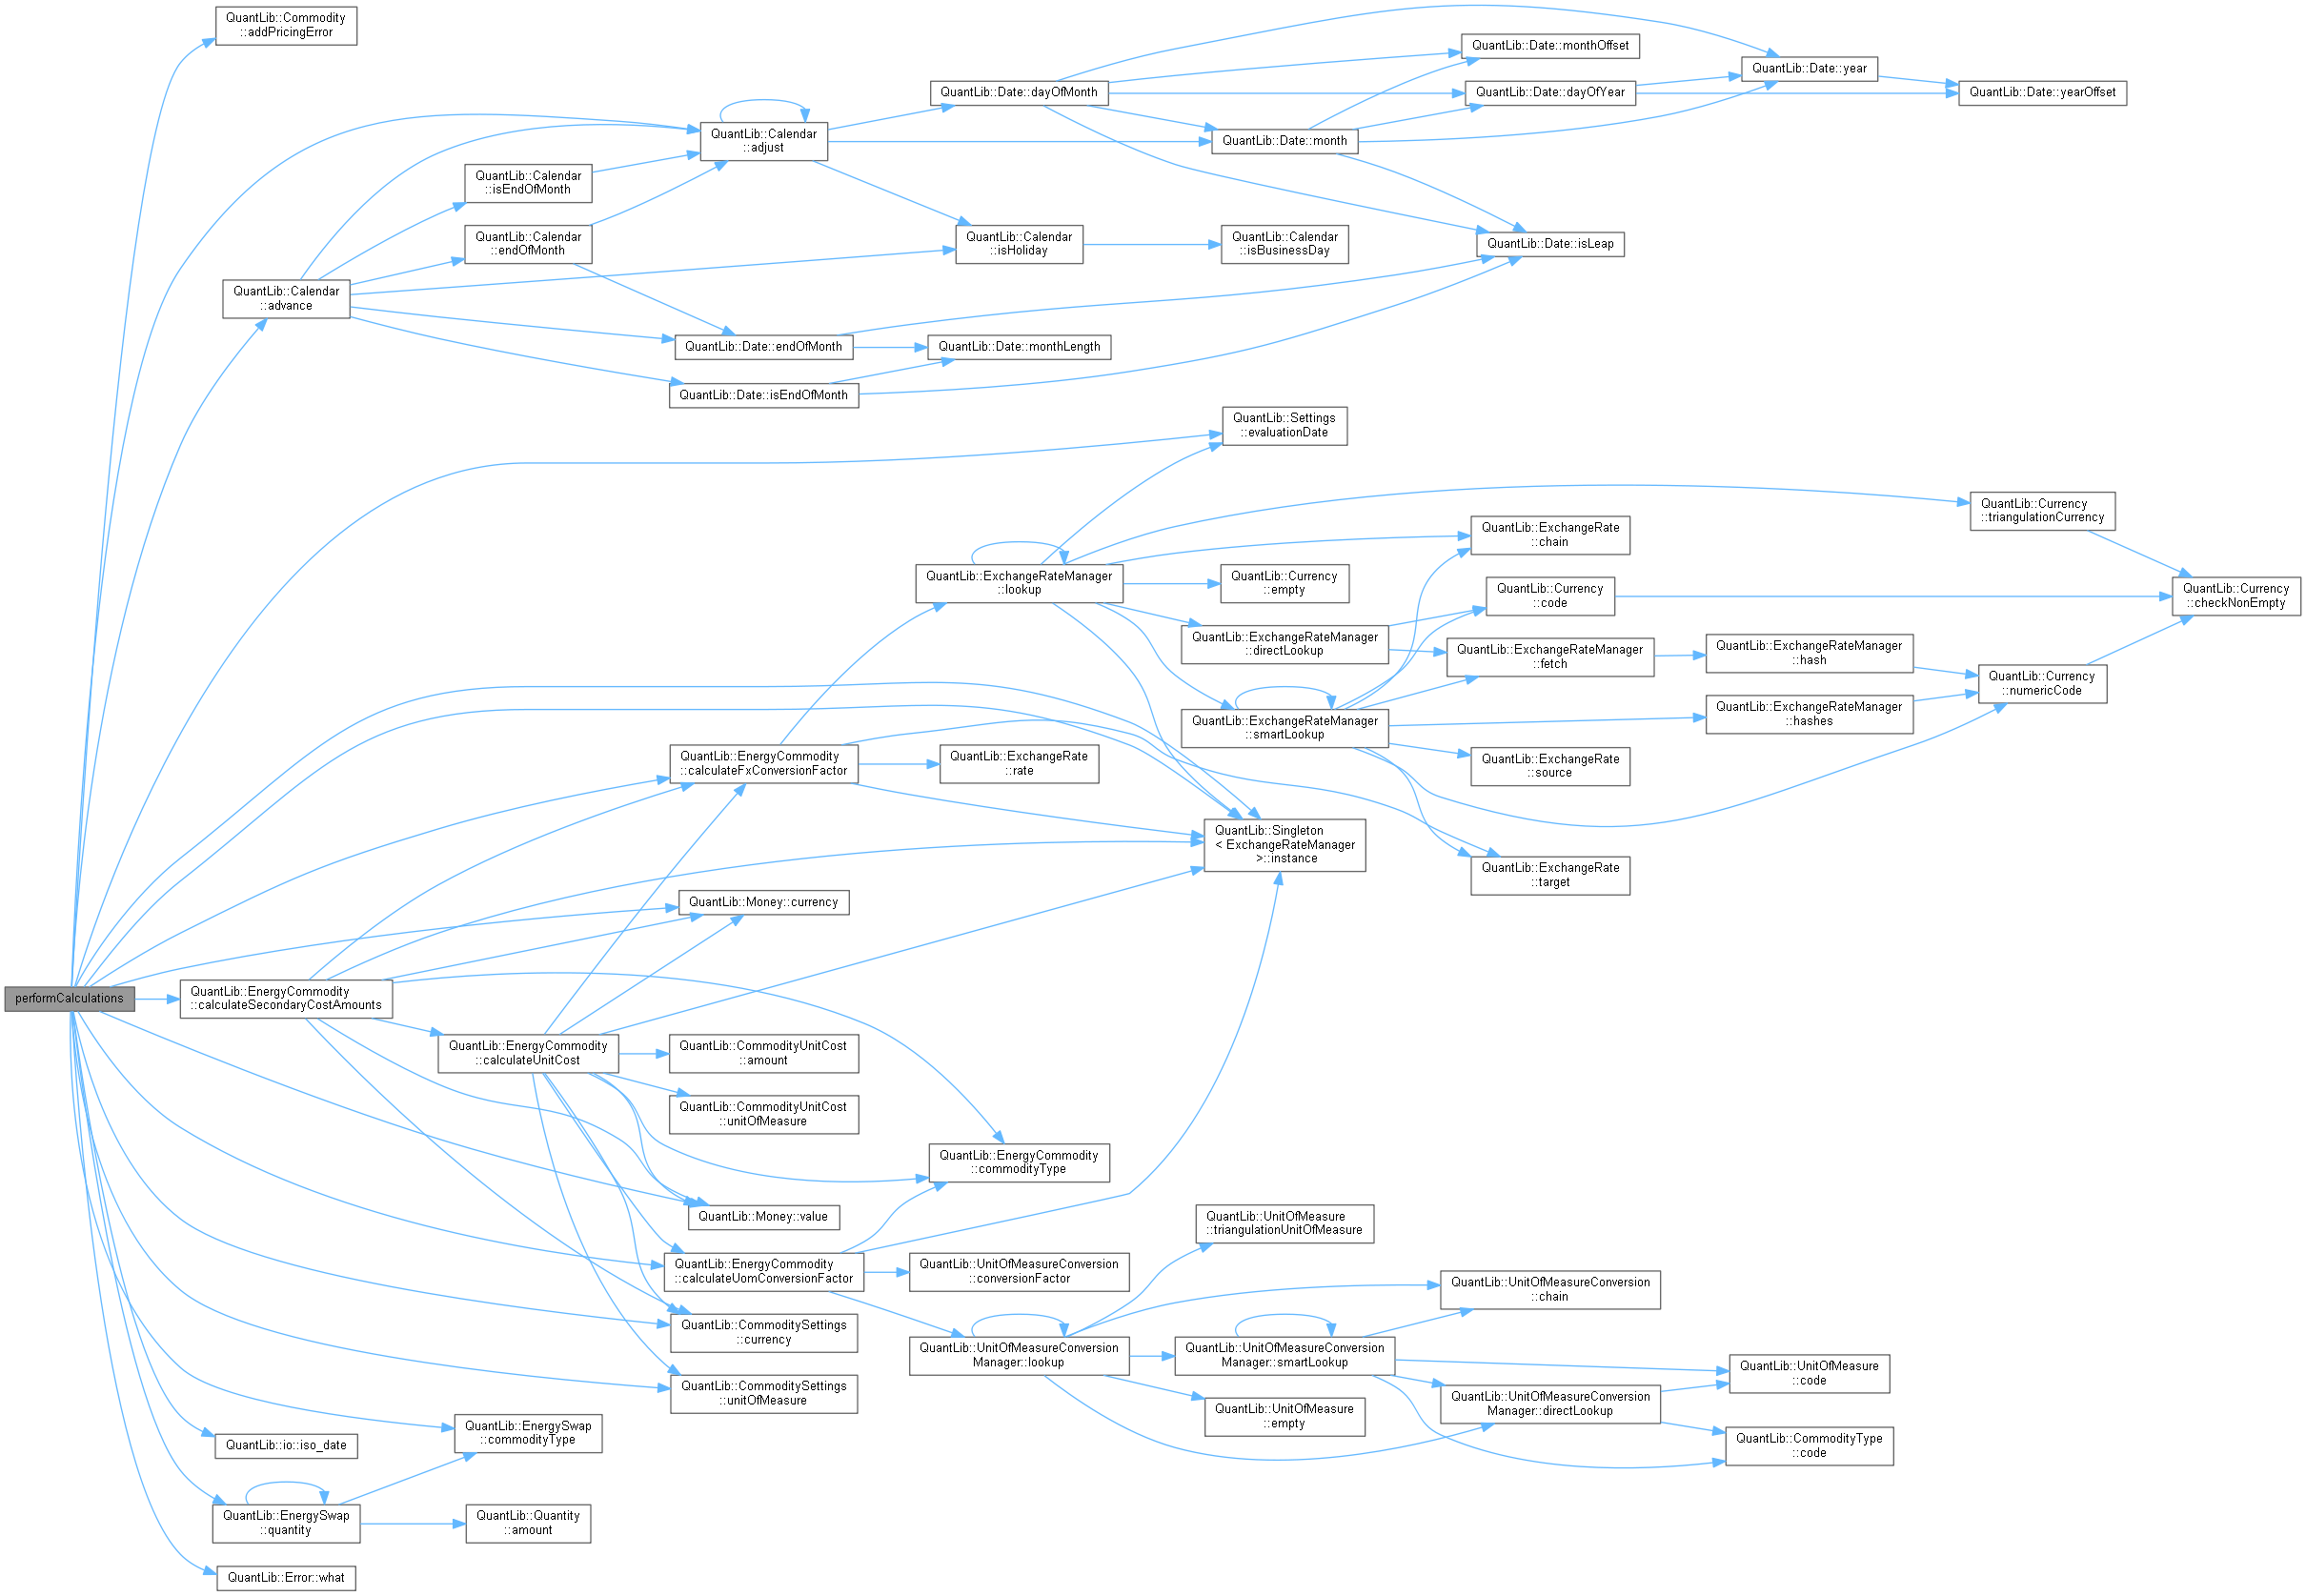 QuantLib::Commodity
::addPricingError
QuantLib::Date::monthOffset
QuantLib::Date::year
QuantLib::Date::dayOfMonth
QuantLib::Date::dayOfYear
QuantLib::Date::yearOffset
QuantLib::Calendar
::adjust
QuantLib::Date::month
QuantLib::Calendar
::isEndOfMonth
QuantLib::Calendar
::endOfMonth
QuantLib::Calendar
::isHoliday
QuantLib::Calendar
::isBusinessDay
QuantLib::Date::isLeap
QuantLib::Calendar
::advance
QuantLib::Date::endOfMonth
QuantLib::Date::monthLength
QuantLib::Date::isEndOfMonth
QuantLib::Settings
::evaluationDate
QuantLib::Currency
::triangulationCurrency
QuantLib::ExchangeRate
::chain
QuantLib::ExchangeRateManager
::lookup
QuantLib::Currency
::empty
QuantLib::Currency
::code
QuantLib::Currency
::checkNonEmpty
QuantLib::ExchangeRateManager
::directLookup
QuantLib::ExchangeRateManager
::fetch
QuantLib::ExchangeRateManager
::hash
QuantLib::Currency
::numericCode
QuantLib::ExchangeRateManager
::smartLookup
QuantLib::ExchangeRateManager
::hashes
QuantLib::EnergyCommodity
::calculateFxConversionFactor
QuantLib::ExchangeRate
::rate
QuantLib::ExchangeRate
::source
QuantLib::Singleton
< ExchangeRateManager
>::instance
QuantLib::ExchangeRate
::target
QuantLib::Money::currency
performCalculations
QuantLib::EnergyCommodity
::calculateSecondaryCostAmounts
QuantLib::EnergyCommodity
::calculateUnitCost
QuantLib::CommodityUnitCost
::amount
QuantLib::CommodityUnitCost
::unitOfMeasure
QuantLib::EnergyCommodity
::commodityType
QuantLib::Money::value
QuantLib::UnitOfMeasure
::triangulationUnitOfMeasure
QuantLib::EnergyCommodity
::calculateUomConversionFactor
QuantLib::UnitOfMeasureConversion
::conversionFactor
QuantLib::UnitOfMeasureConversion
::chain
QuantLib::CommoditySettings
::currency
QuantLib::UnitOfMeasureConversion
Manager::lookup
QuantLib::UnitOfMeasureConversion
Manager::smartLookup
QuantLib::UnitOfMeasure
::code
QuantLib::CommoditySettings
::unitOfMeasure
QuantLib::UnitOfMeasure
::empty
QuantLib::UnitOfMeasureConversion
Manager::directLookup
QuantLib::CommodityType
::code
QuantLib::EnergySwap
::commodityType
QuantLib::io::iso_date
QuantLib::EnergySwap
::quantity
QuantLib::Quantity
::amount
QuantLib::Error::what